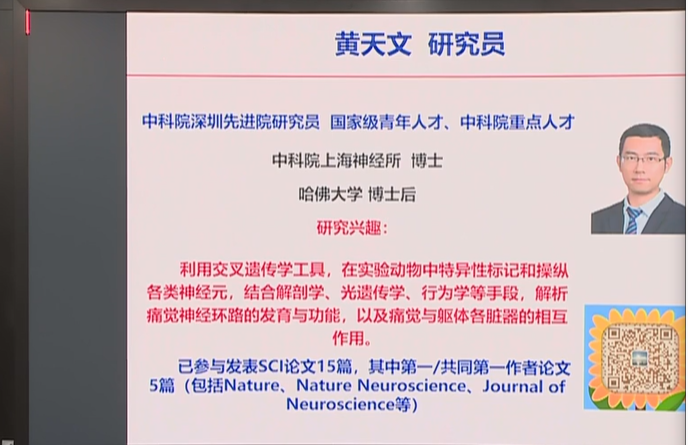 黄天文 研究员
中科院深圳先进院研究员 国家级青年人才、中科院重点人才
中科院上海神经所 博士
哈佛大学 博士后
研究兴趣：
利用交叉遗传学工具，在实验动物中特异性标记和操纵
各类神经元，结合解剖学、光遗传学、行为学等手段，解析
痛觉神经环路的发育与功能，以及痛觉与躯体各脏器的相互
作用。
已参与发表SCI论文15篇，其中第一/共同第一作者论文
5篇（包括Nature、Nature Neuroscience、Journal of
Neuroscience等）